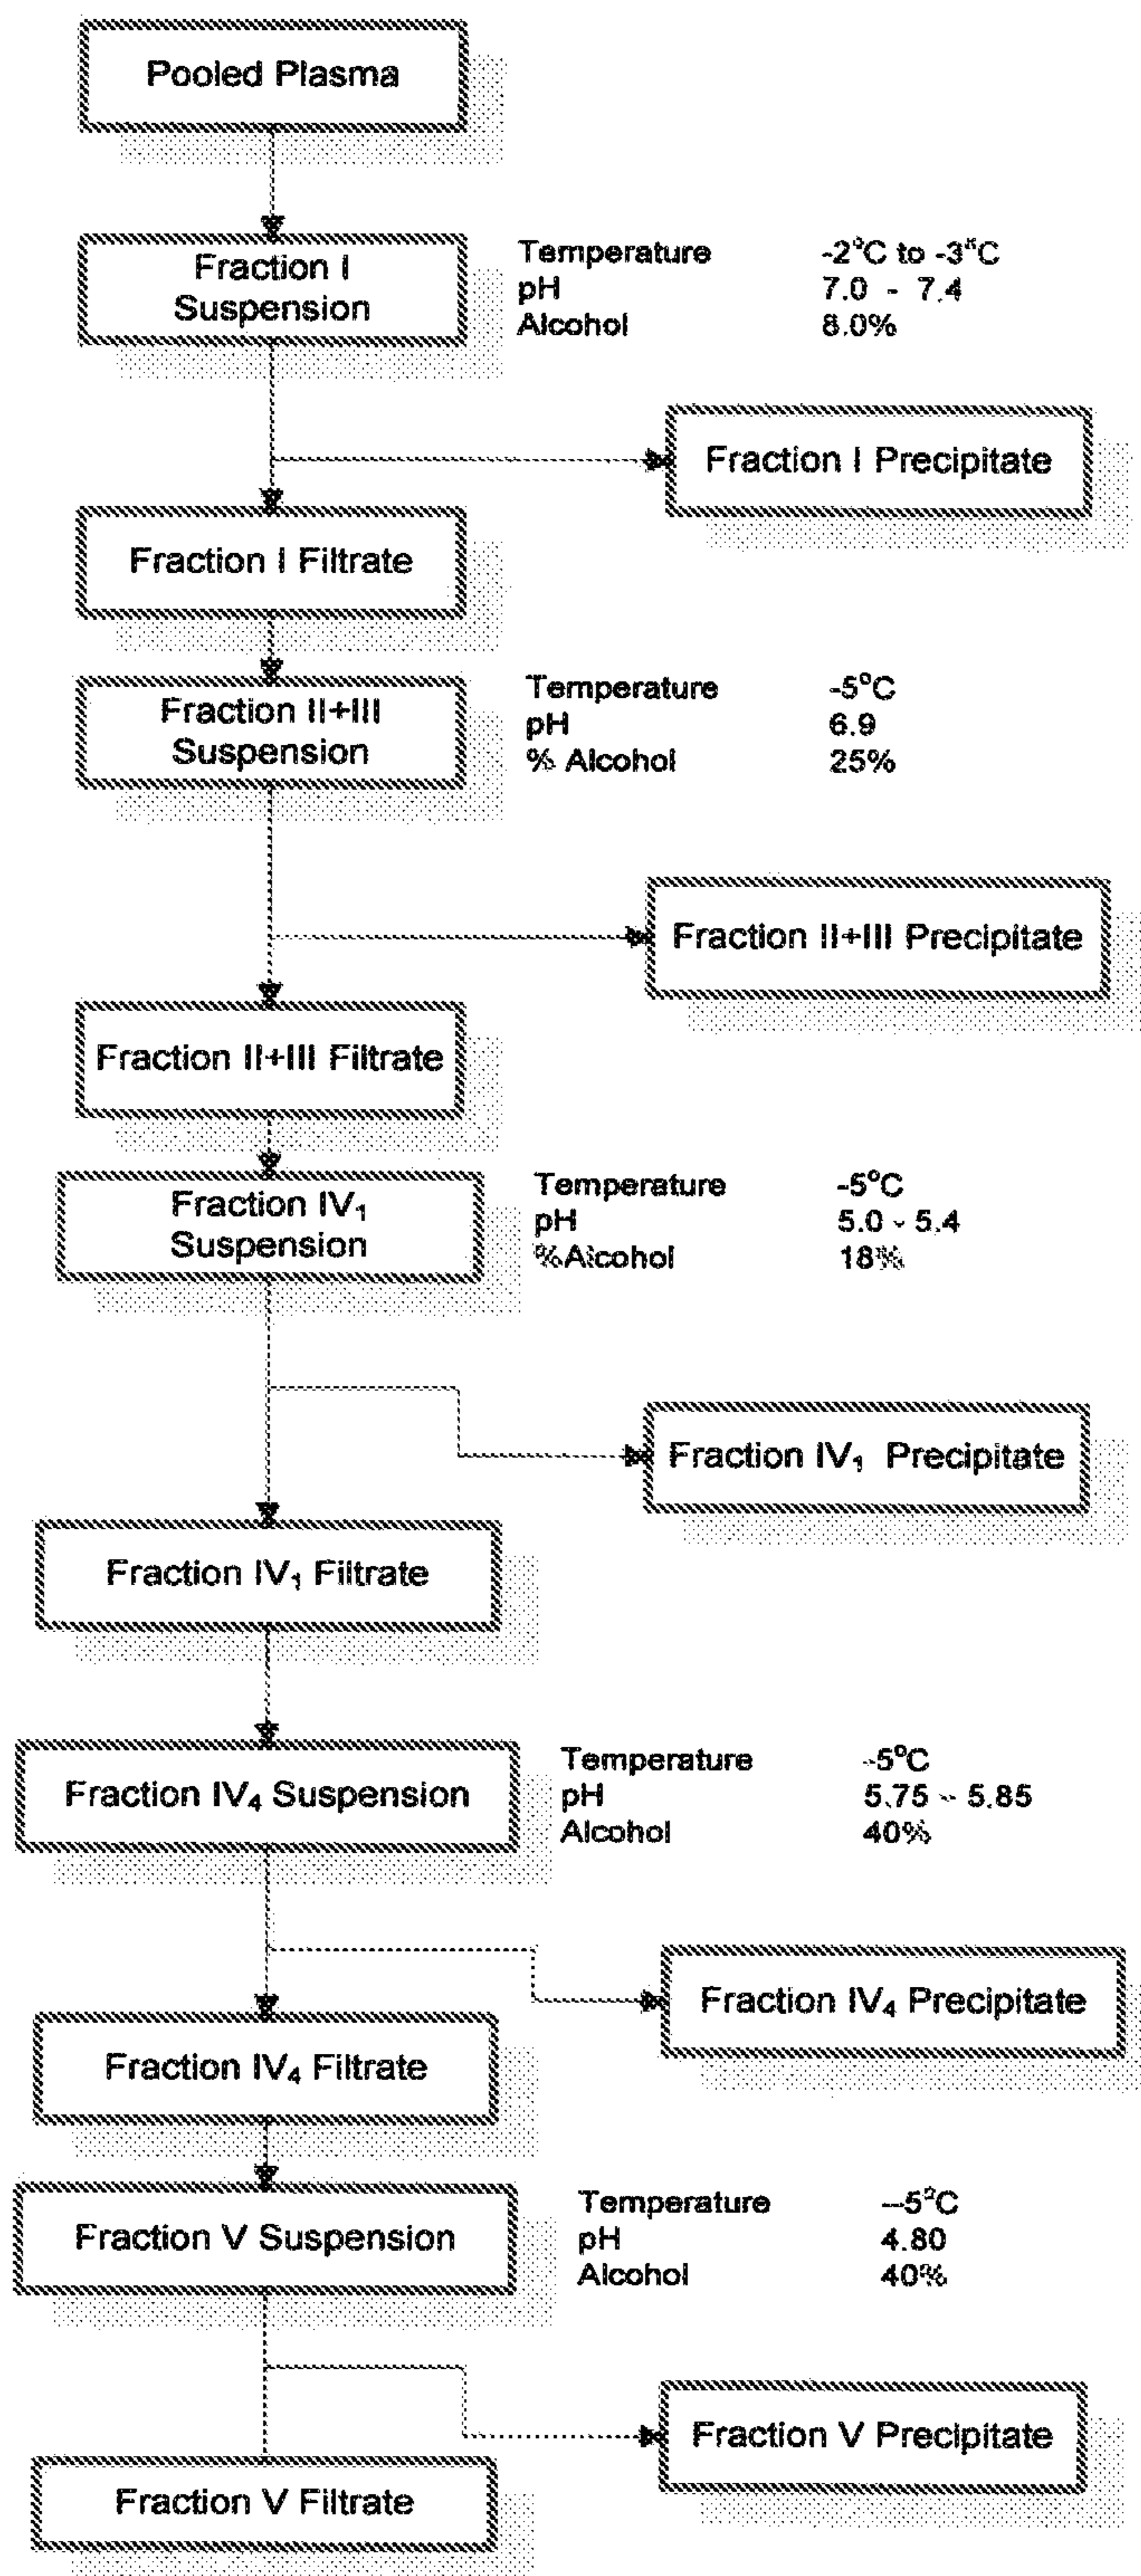 Pooled Plasma
Fraction I
Suspension
Temperature -2°C to -3°C
pH 7.0 - 7.4
Alcohol 8.0%
Fraction I Precipitate
Fraction I Filtrate
Fraction II+III
Suspension
Temperature -5°C
pH 6.9
% Alcohol 25%
Fraction II+III Precipitate
Fraction II+III Filtrate
Fraction IV₁
Suspension
Temperature -5°C
pH 5.0 - 5.4
%Alcohol 18%
Fraction IV₁ Precipitate
Fraction IV₁ Filtrate
Fraction IV₄ Suspension
Temperature -5°C
pH 5.75 - 5.85
Alcohol 40%
Fraction IV₄ Precipitate
Fraction IV₄ Filtrate
Fraction V Suspension
Temperature --5°C
pH 4.80
Alcohol 40%
Fraction V Precipitate
Fraction V Filtrate